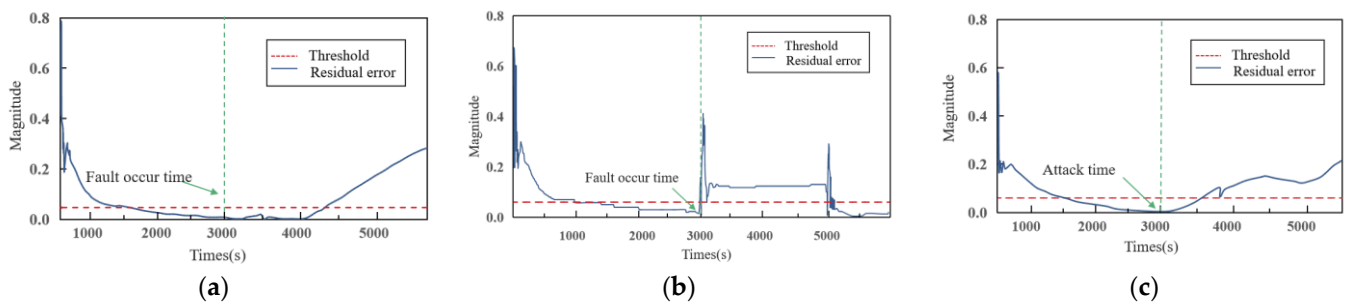 0.8
0.6
0.4
0.2
0.0
Magnitude
Threshold
Residual error
Fault occur time
1000 2000 3000 4000 5000
Times(s)
(a)
0.8
0.6
0.4
0.2
0.0
Magnitude
Threshold
Residual error
Fault occur time
1000 2000 3000 4000 5000
Times(s)
(b)
0.8
0.6
0.4
0.2
0.0
Magnitude
Threshold
Residual error
Attack time
1000 2000 3000 4000 5000
Times(s)
(c)